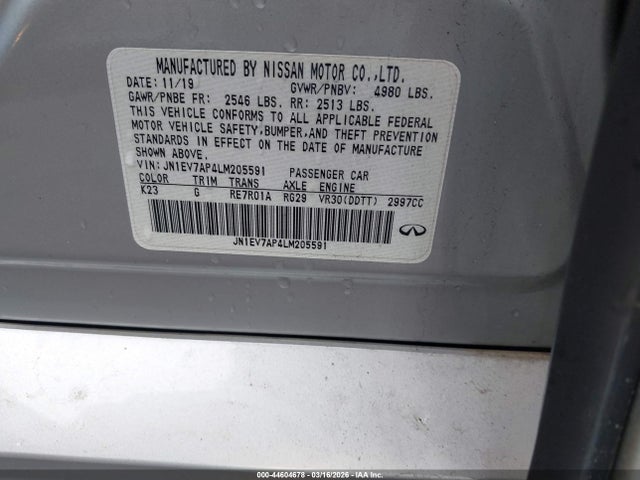 MANUFACTURED BY NISSAN MOTOR CO.,LTD.
DATE: 11/19 GVWR/PNBV: 4980 LBS.
GAWR/PNBE FR: 2546 LBS. RR: 2513 LBS.
THIS VEHICLE CONFORMS TO ALL APPLICABLE FEDERAL
MOTOR VEHICLE SAFETY,BUMPER,AND THEFT PREVENTION
STANDARDS IN EFFECT ON THE DATE OF MANUFACTURE
SHOWN ABOVE.
VIN:JN1EV7AP4LM205591 PASSENGER CAR
COLOR TRIM TRANS AXLE ENGINE
K23 G RE7R01A RG29 VR30(DDTT) 2997CC
JN1EV7AP4LM205591
00-44604678 - 03/16/2026 - IAA Corp.